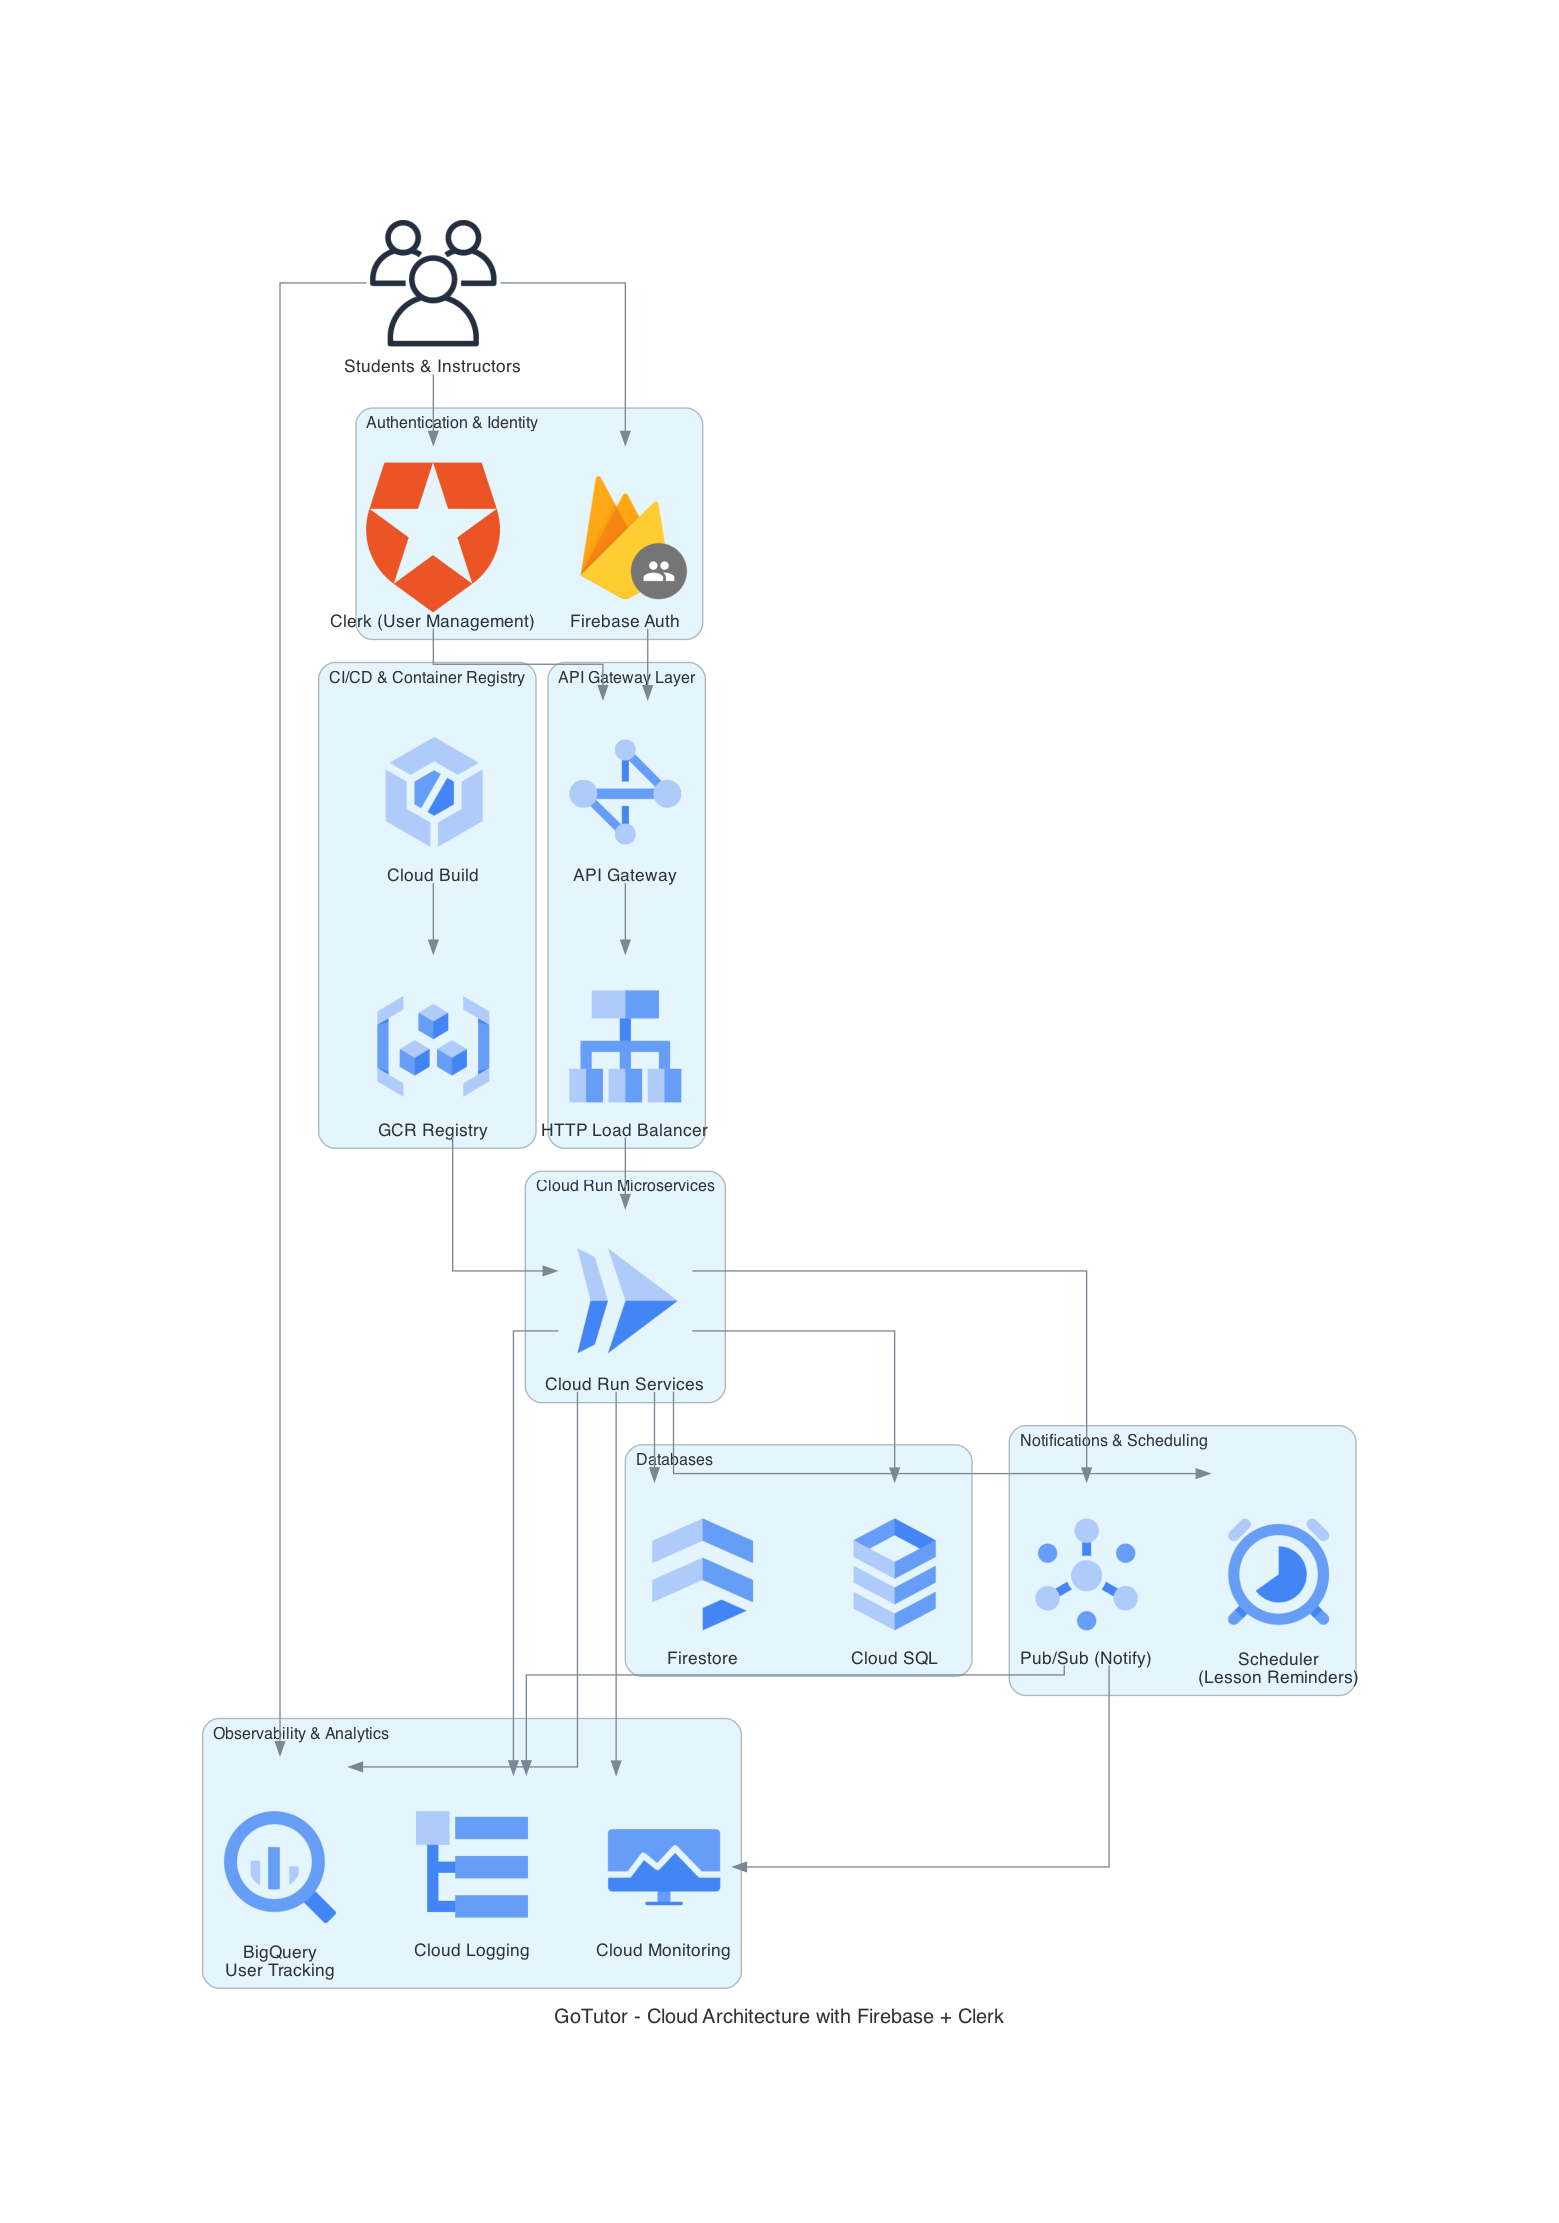 Students & Instructors
Authentication & Identity
Clerk (User Management)
Firebase Auth
CI/CD & Container Registry
API Gateway Layer
Cloud Build
API Gateway
GCR Registry
HTTP Load Balancer
Cloud Run Microservices
Cloud Run Services
Databases
Notifications & Scheduling
Firestore
Cloud SQL
Pub/Sub (Notify)
Scheduler
(Lesson Reminders)
Observability & Analytics
BigQuery
User Tracking
Cloud Logging
Cloud Monitoring
GoTutor - Cloud Architecture with Firebase + Clerk